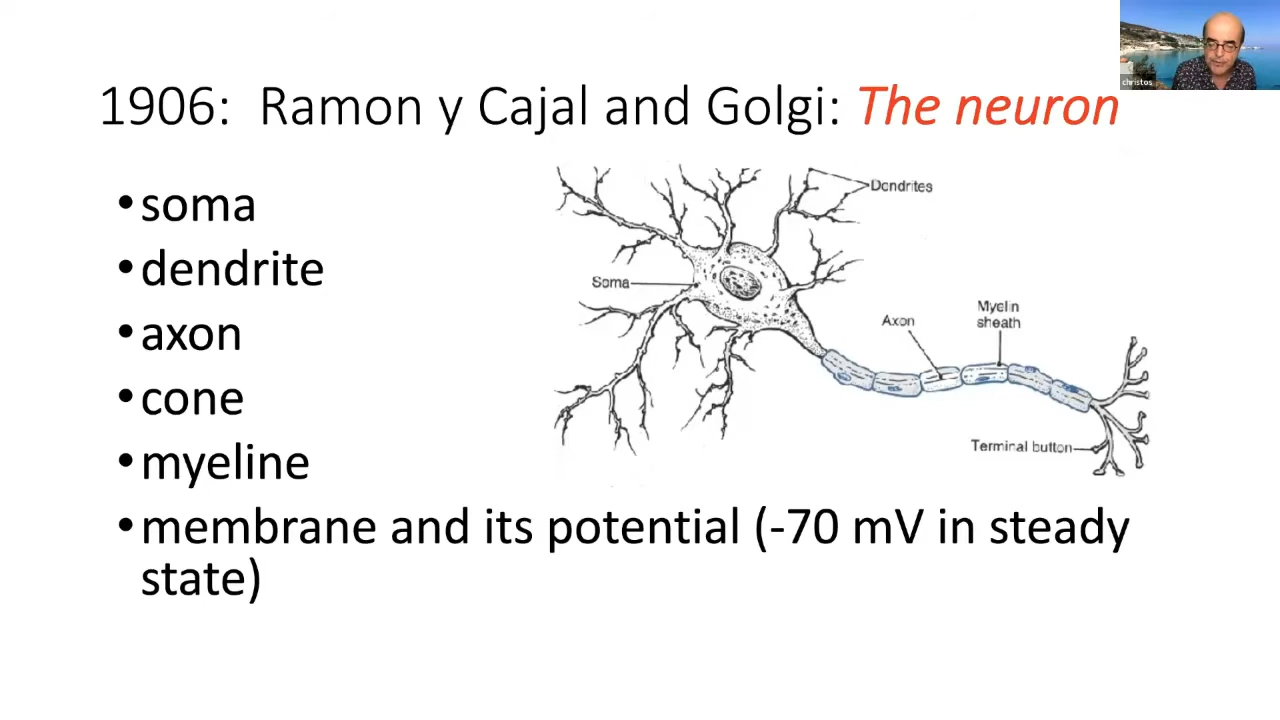 christos
1906: Ramon y Cajal and Golgi: The neuron
•soma
•dendrite
•axon
•cone
•myeline
•membrane and its potential (-70 mV in steady
state)
Dendrites
Soma
Axon
Myelin
sheath
Terminal button